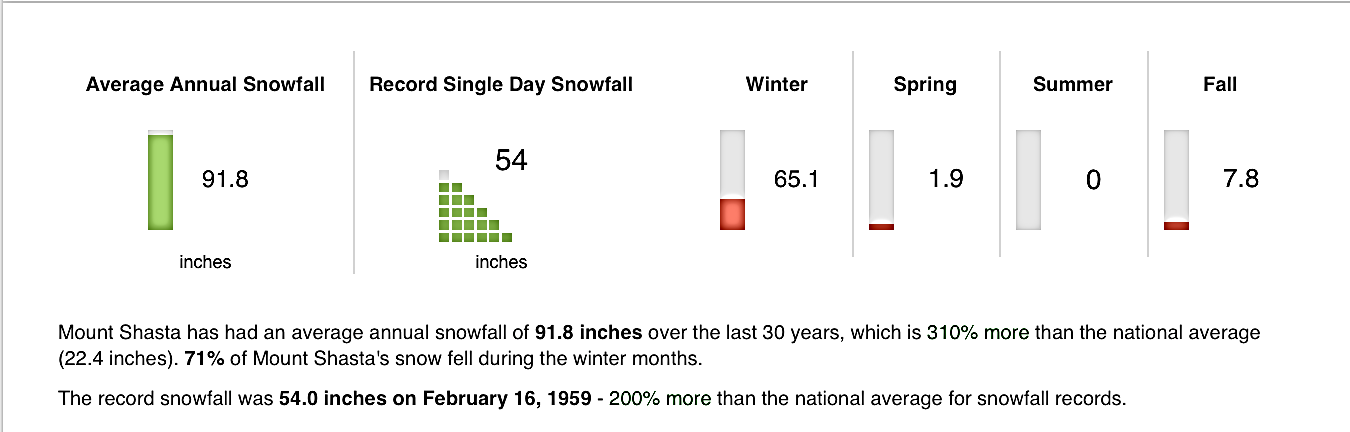 Average Annual Snowfall
Record Single Day Snowfall
Winter
Spring
Summer
Fall
91.8
54
65.1
1.9
0
7.8
inches
inches
Mount Shasta has had an average annual snowfall of 91.8 inches over the last 30 years, which is 310% more than the national average
(22.4 inches). 71% of Mount Shasta's snow fell during the winter months.
The record snowfall was 54.0 inches on February 16, 1959 - 200% more than the national average for snowfall records.